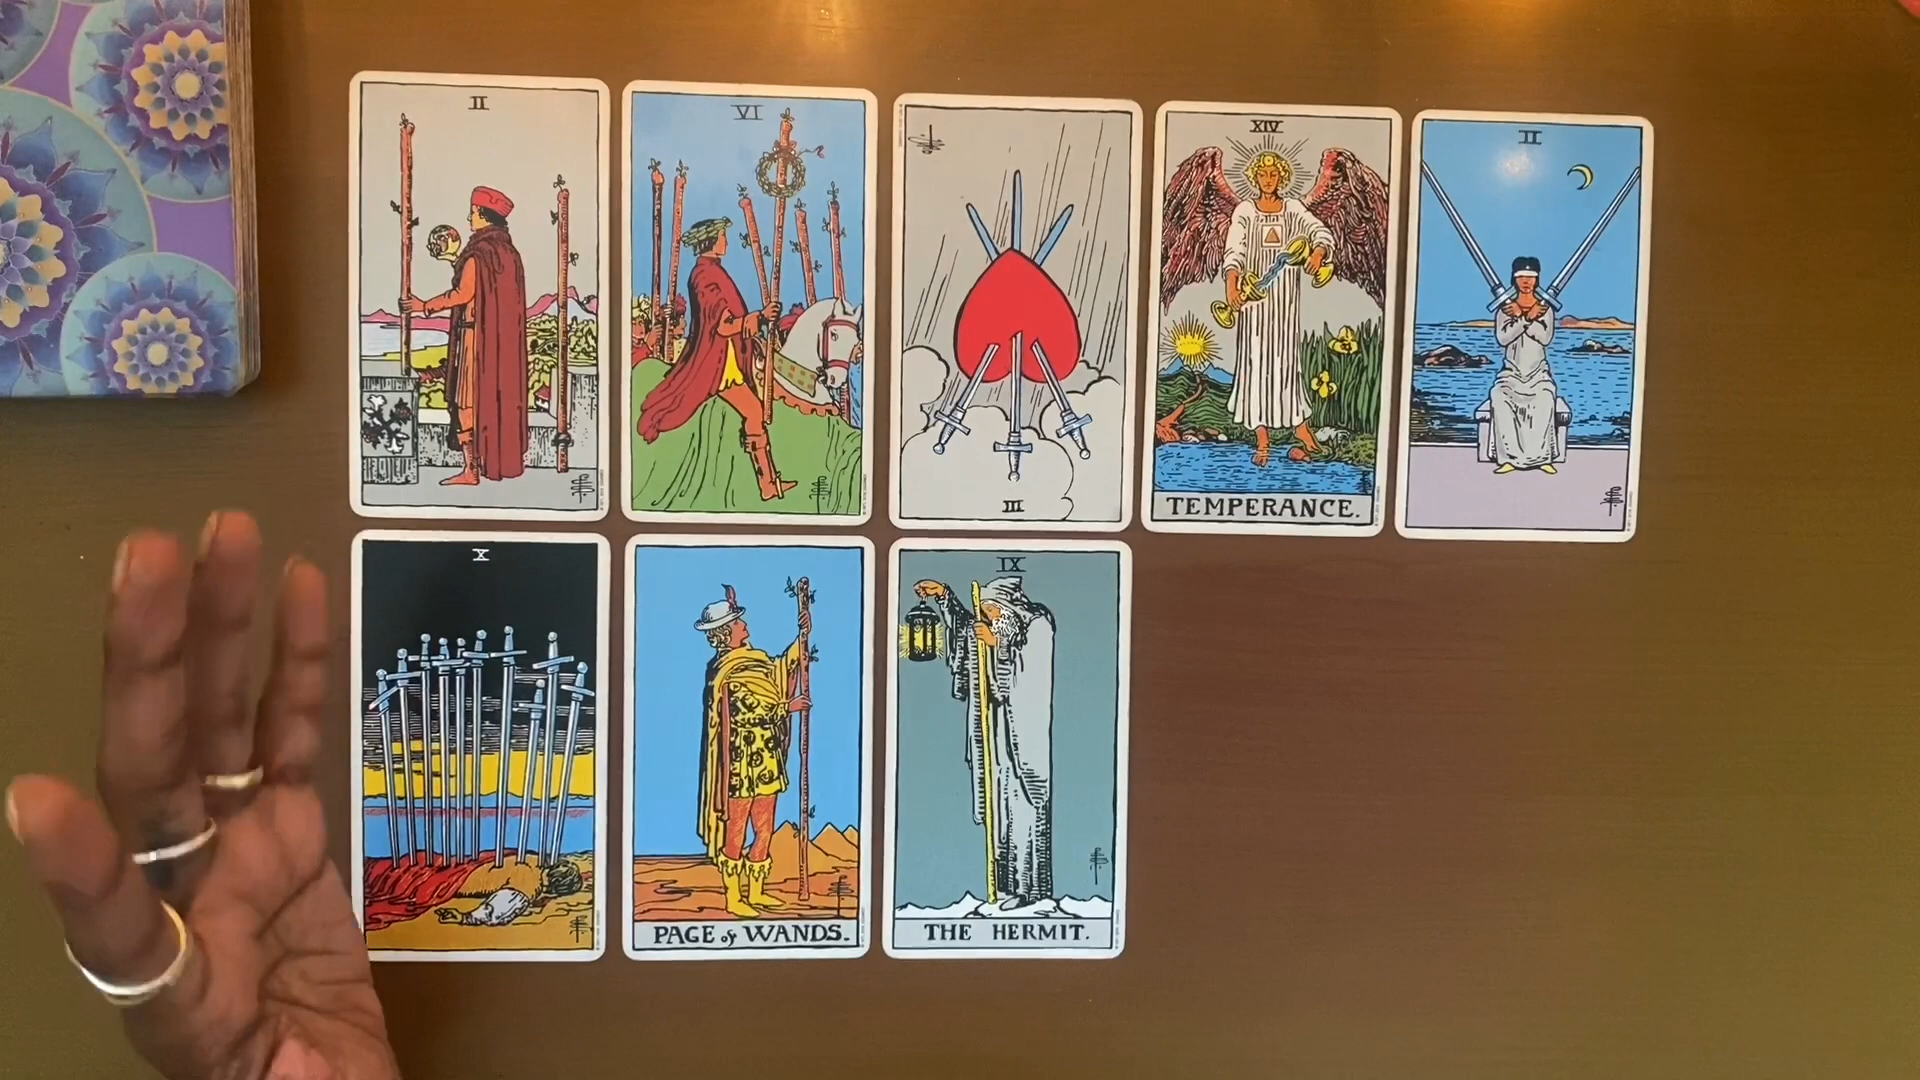 II
VI
III
XIV
TEMPERANCE.
II
X
PAGE of WANDS.
IX
THE HERMIT.